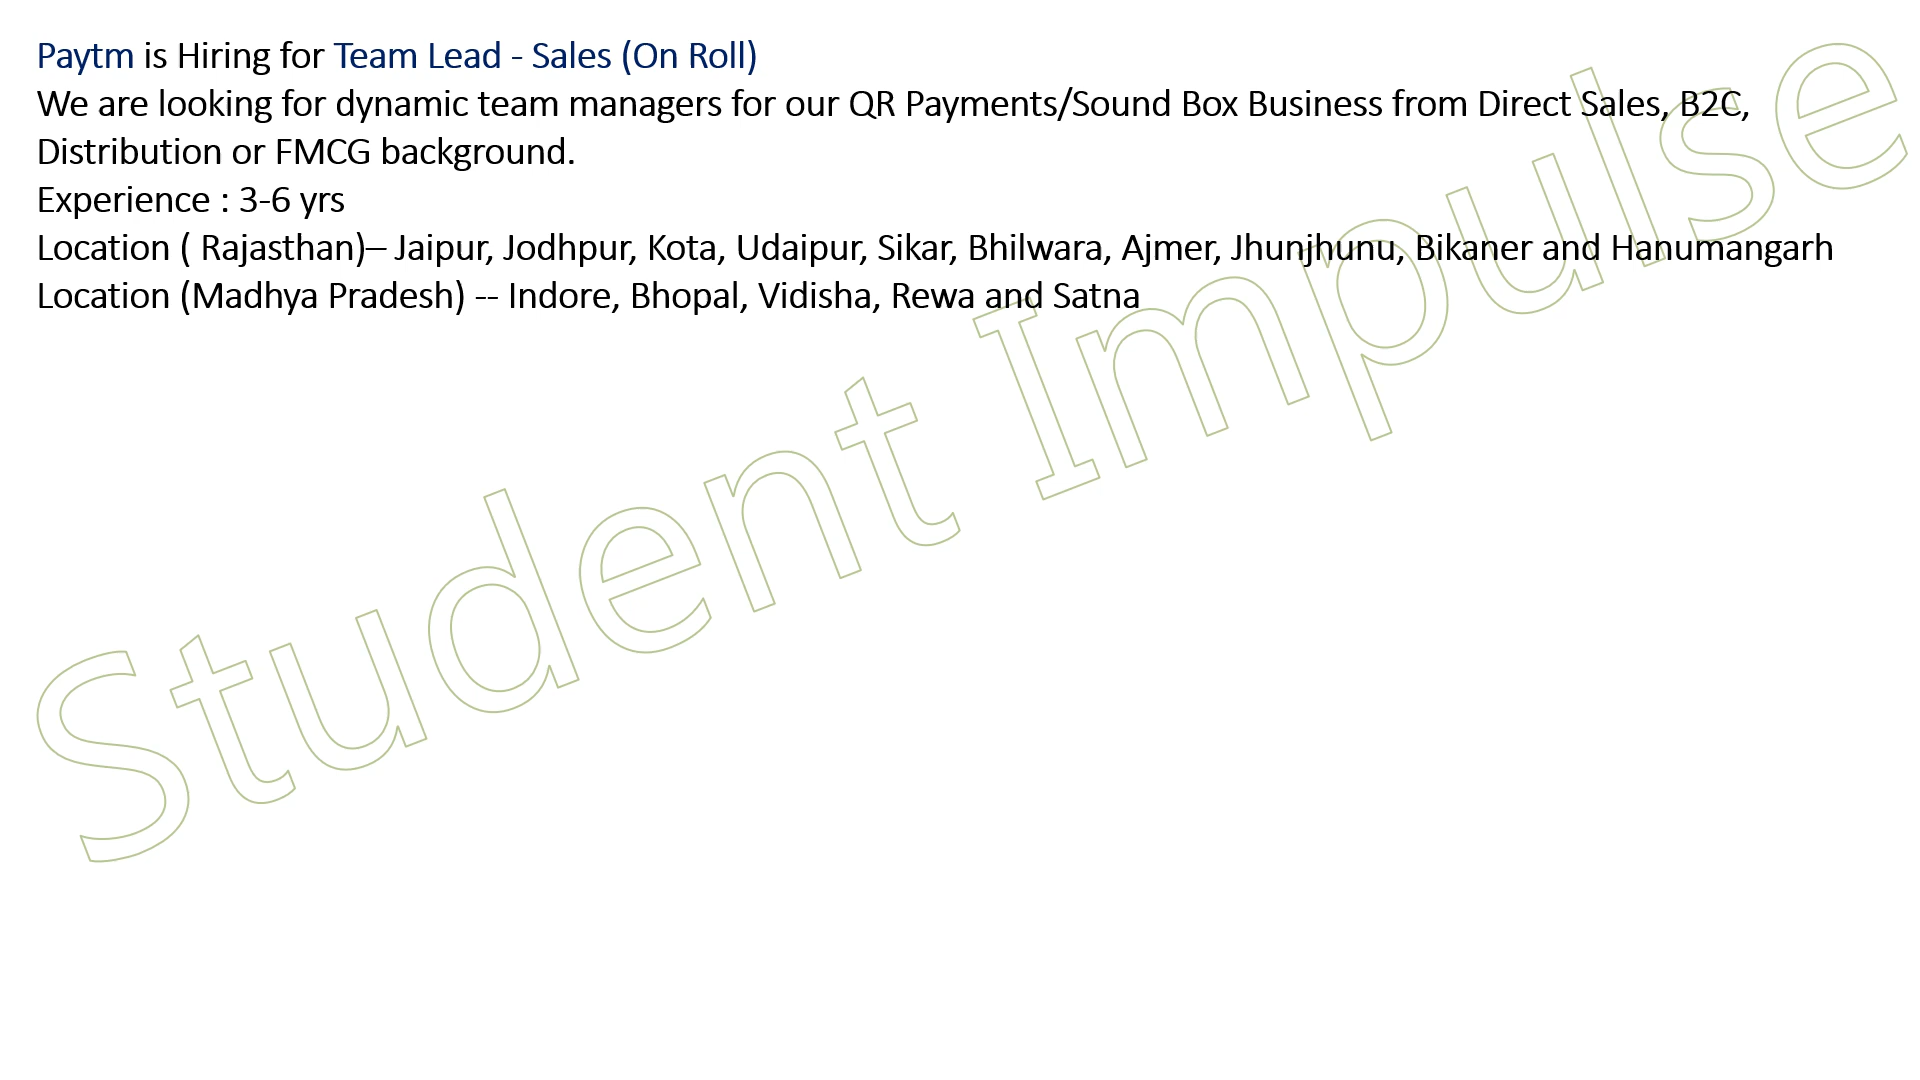 Paytm is Hiring for Team Lead - Sales (On Roll)
We are looking for dynamic team managers for our QR Payments/Sound Box Business from Direct Sales, B2C,
Distribution or FMCG background.
Experience : 3-6 yrs
Location ( Rajasthan)– Jaipur, Jodhpur, Kota, Udaipur, Sikar, Bhilwara, Ajmer, Jhunjhunu, Bikaner and Hanumangarh
Location (Madhya Pradesh) -- Indore, Bhopal, Vidisha, Rewa and Satna
Student Impulse